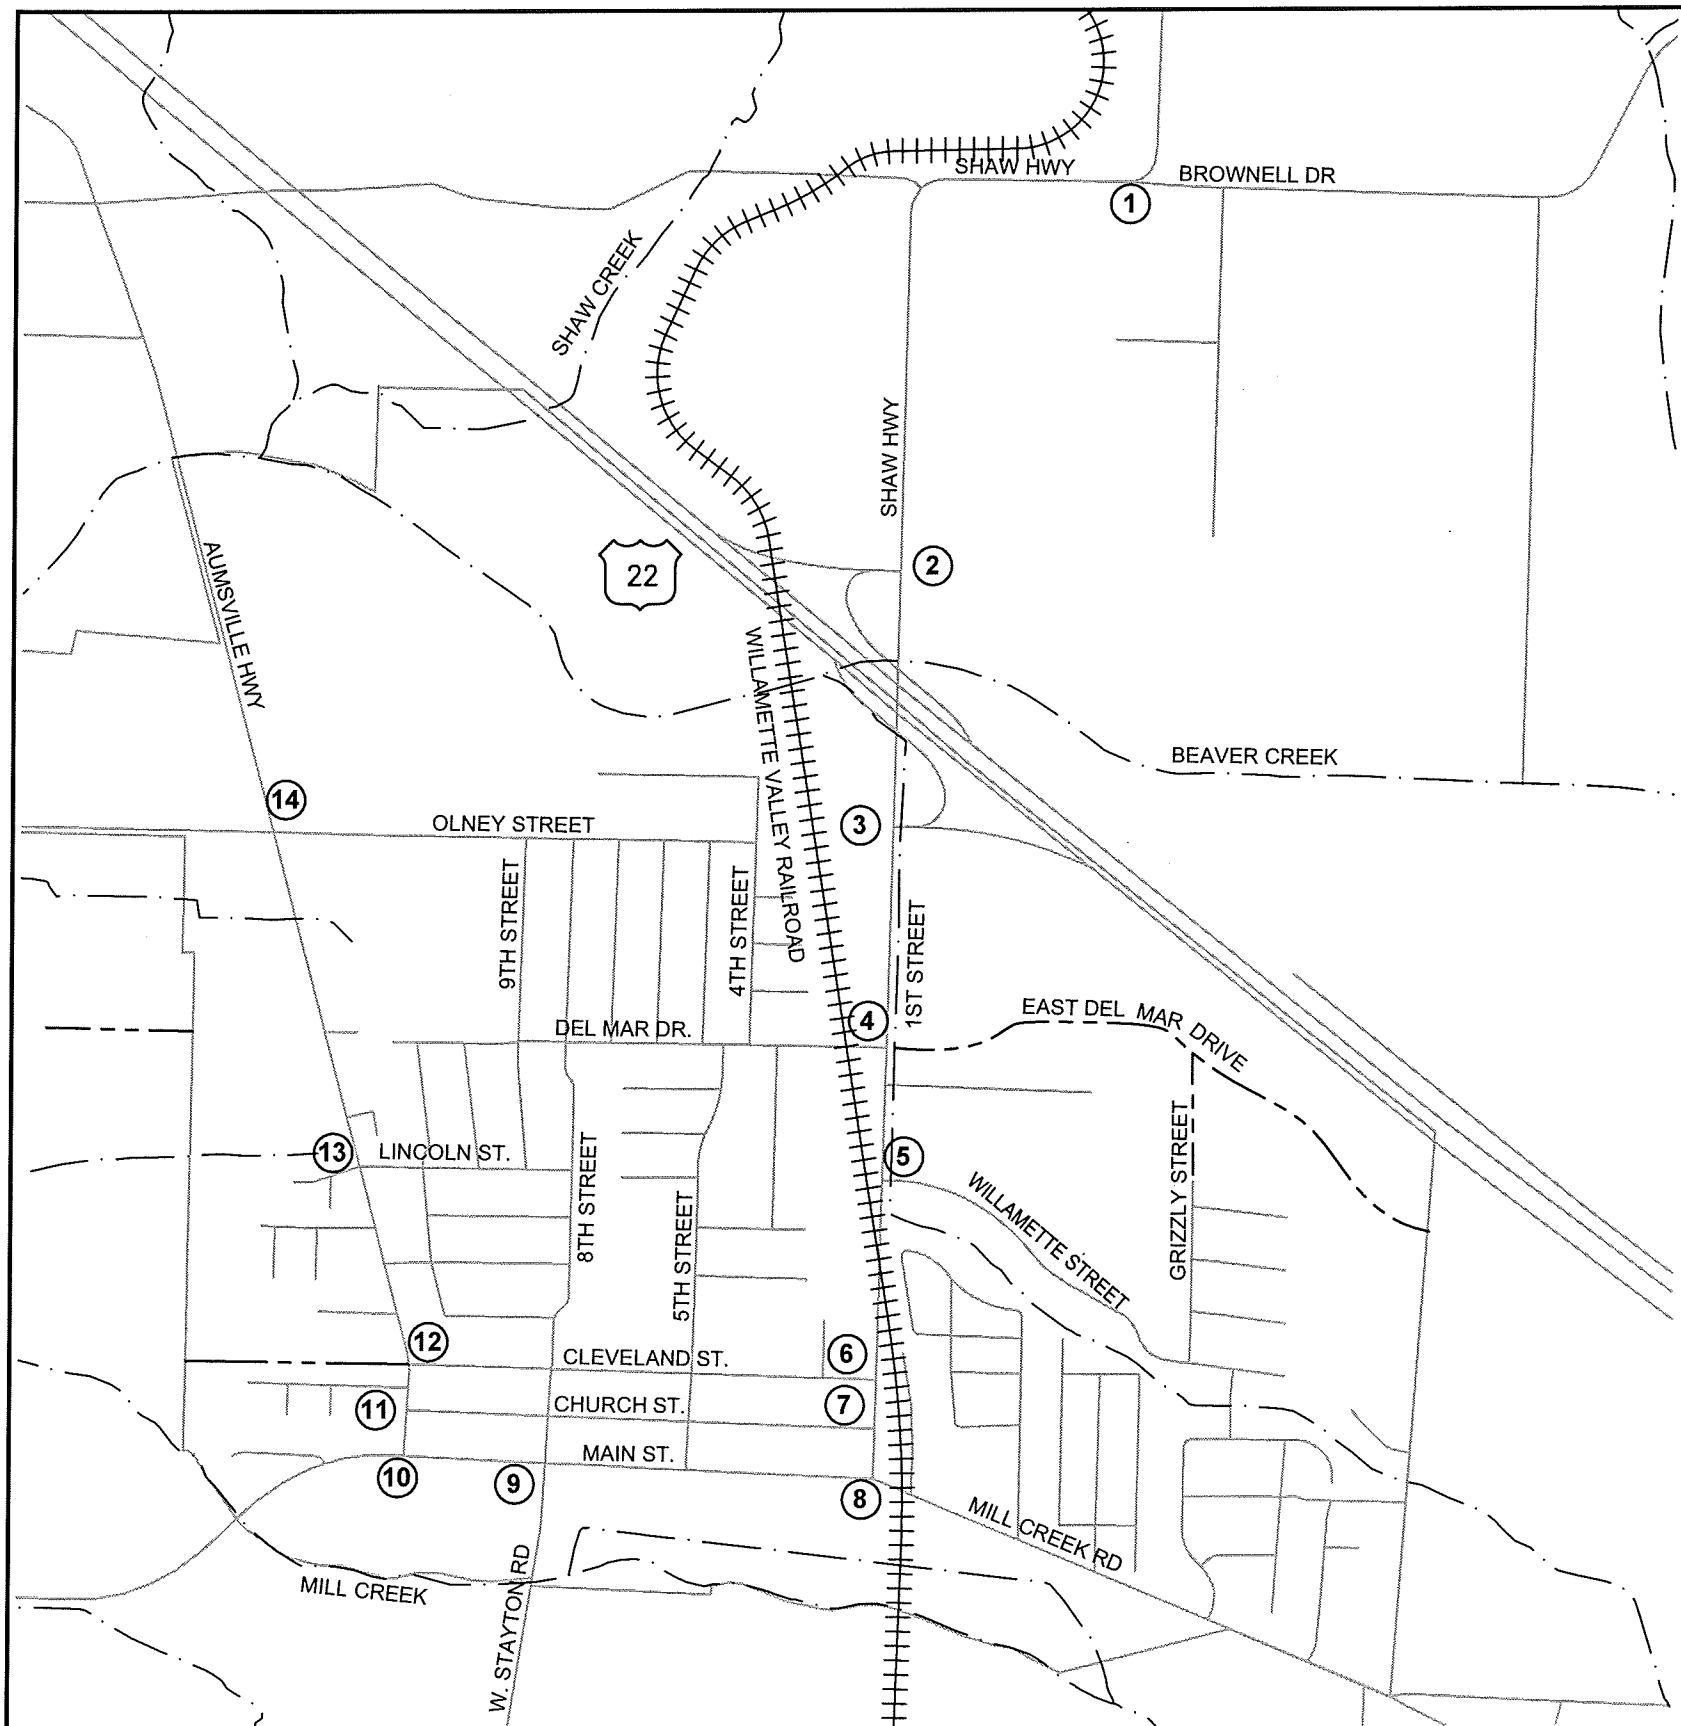 SHAW HWY
BROWNELL DR
1
SHAW CREEK
SHAW HWY
2
22
AUMSVILLE HWY
WILLAMETTE VALLEY RAILROAD
BEAVER CREEK
14
OLNEY STREET
3
9TH STREET
4TH STREET
1ST STREET
4
DEL MAR DR.
EAST DEL MAR DRIVE
13
LINCOLN ST.
8TH STREET
5TH STREET
5
WILLAMETTE STREET
GRIZZLY STREET
12
CLEVELAND ST.
6
11
CHURCH ST.
7
10
9
MAIN ST.
8
MILL CREEK RD
MILL CREEK
W. STAYTON RD